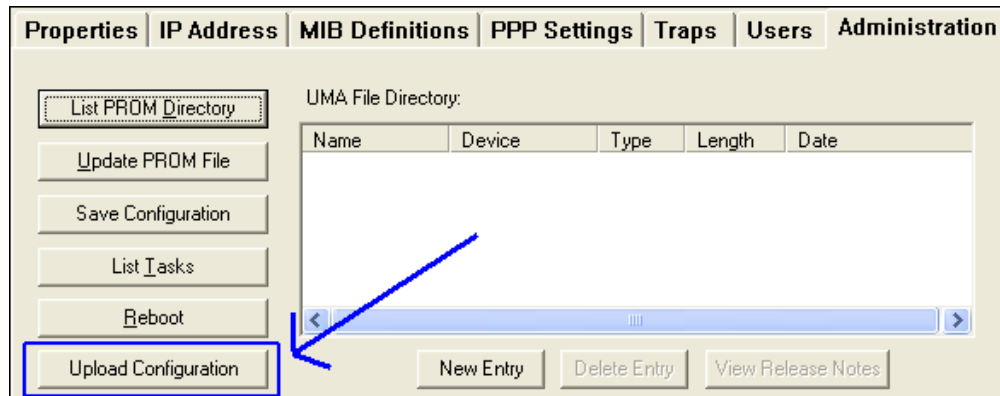 Properties IP Address MIB Definitions PPP Settings Traps Users Administration
List PROM Directory
Update PROM File
Save Configuration
List Tasks
Reboot
Upload Configuration
UMA File Directory:
Name Device Type Length Date
New Entry Delete Entry View Release Notes